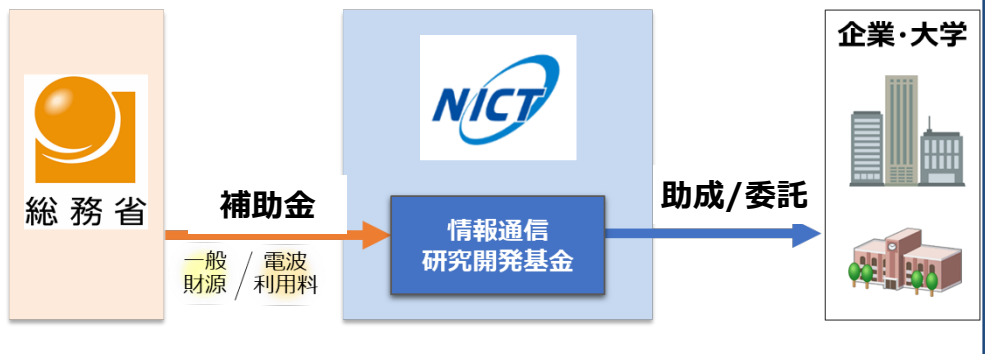 総務省
補助金
一般
財源
/
電波
利用料
NICT
情報通信
研究開発基金
助成/委託
企業･大学